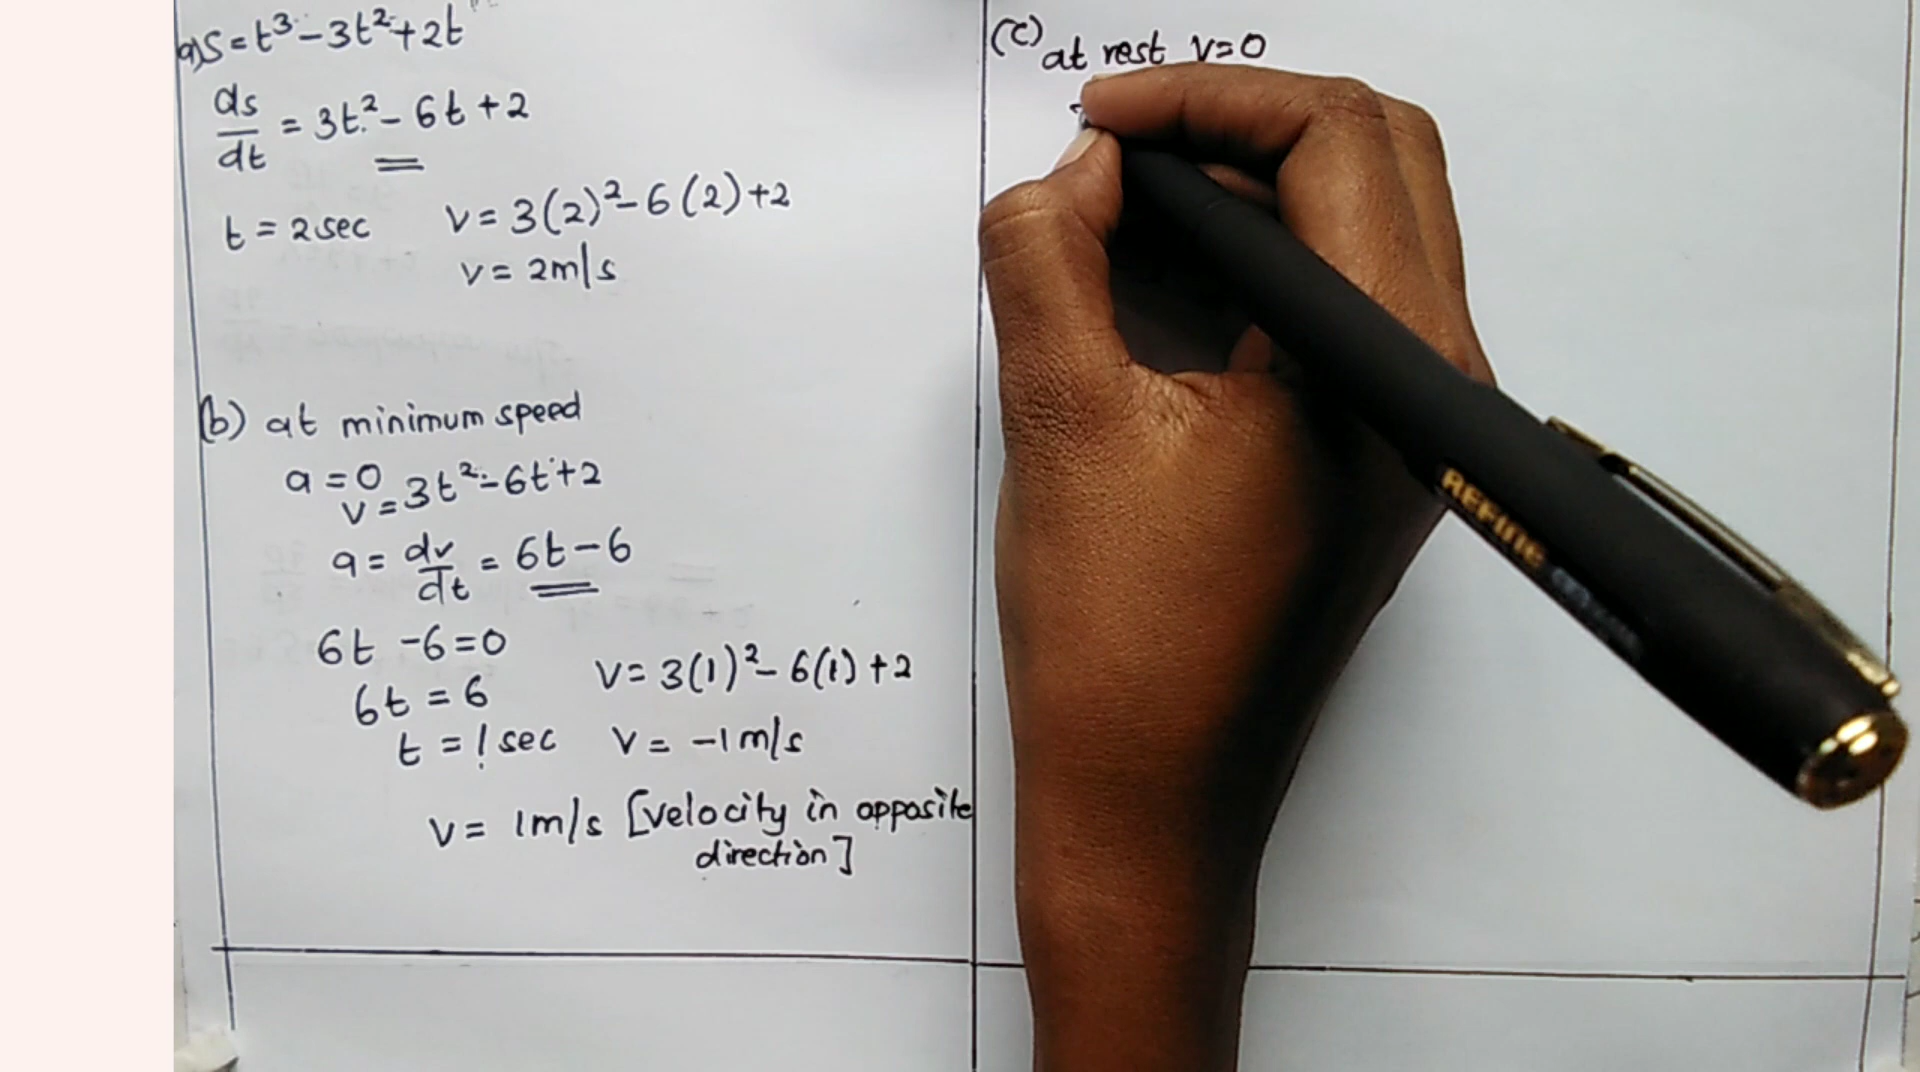 a) S = t³ - 3t² + 2t
ds/dt = 3t² - 6t + 2
t = 2sec
v = 3(2)² - 6(2) + 2
v = 2m/s
(b) at minimum speed
a = 0
v = 3t² - 6t + 2
a = dv/dt = 6t - 6
6t - 6 = 0
6t = 6
t = 1 sec
v = 3(1)² - 6(1) + 2
v = -1m/s
v = 1m/s [velocity in opposite
direction]
(c) at rest v = 0
REFINE